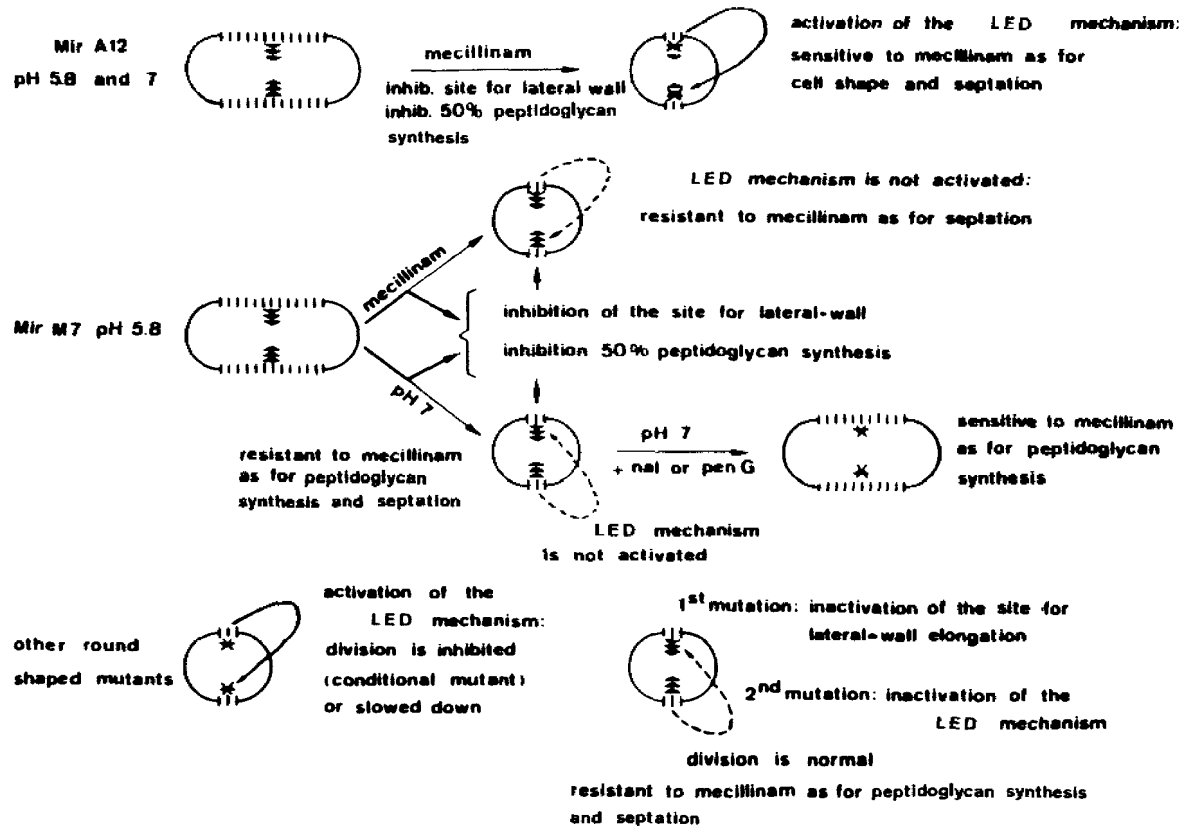 Mir A12
pH 5.8 and 7
mecillinam
inhib. site for lateral wall
inhib. 50% peptidoglycan
synthesis
activation of the LED mechanism:
sensitive to mecillinam as for
cell shape and septation
LED mechanism is not activated:
resistant to mecillinam as for septation
Mir M7 pH 5.8
mecillinam
pH 7
inhibition of the site for lateral-wall
inhibition 50% peptidoglycan synthesis
resistant to mecillinam
as for peptidoglycan
synthesis and septation
pH 7
+ nal or pen G
sensitive to mecillinam
as for peptidoglycan
synthesis
LED mechanism
is not activated
other round
shaped mutants
activation of the
LED mechanism:
division is inhibited
(conditional mutant)
or slowed down
1st mutation: inactivation of the site for
lateral-wall elongation
2nd mutation: inactivation of the
LED mechanism
division is normal
resistant to mecillinam as for peptidoglycan synthesis
and septation